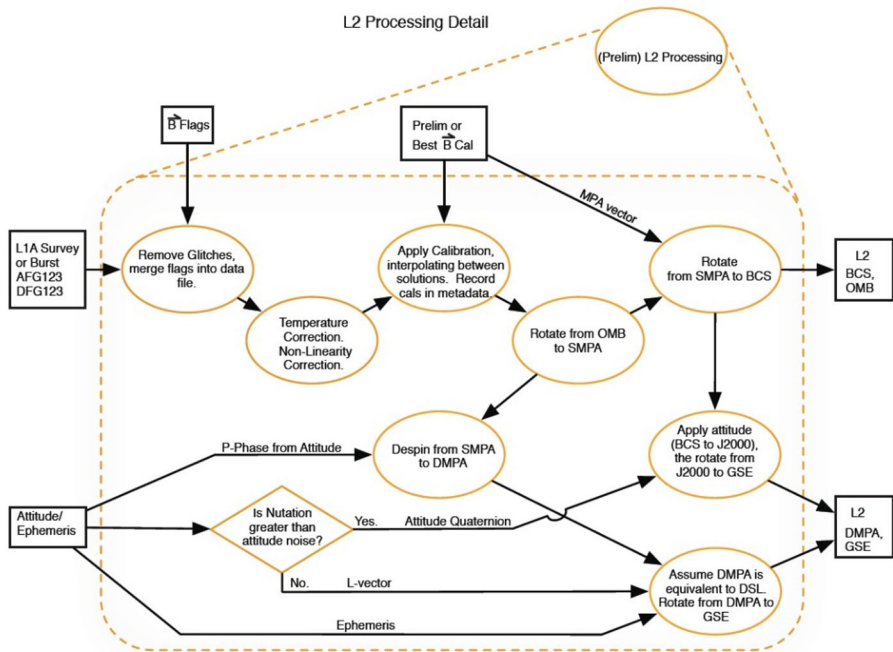 L2 Processing Detail
(Prelim) L2 Processing
B Flags
Prelim or
Best B Cal
MPA vector
L1A Survey
or Burst
AFG123
DFG123
Remove Glitches,
merge flags into data
file.
Apply Calibration,
interpolating between
solutions. Record
cals in metadata
Rotate
from SMPA to BCS
L2
BCS,
OMB
Temperature
Correction.
Non-Linearity
Correction.
Rotate from OMB
to SMPA
P-Phase from Attitude
Despin from SMPA
to DMPA
Apply attitude
(BCS to J2000),
the rotate from
J2000 to GSE
Attitude/
Ephemeris
Is Nutation
greater than
attitude noise?
Yes. Attitude Quaternion
L2
DMPA,
GSE
No. L-vector
Assume DMPA is
equivalent to DSL.
Rotate from DMPA to
GSE
Ephemeris